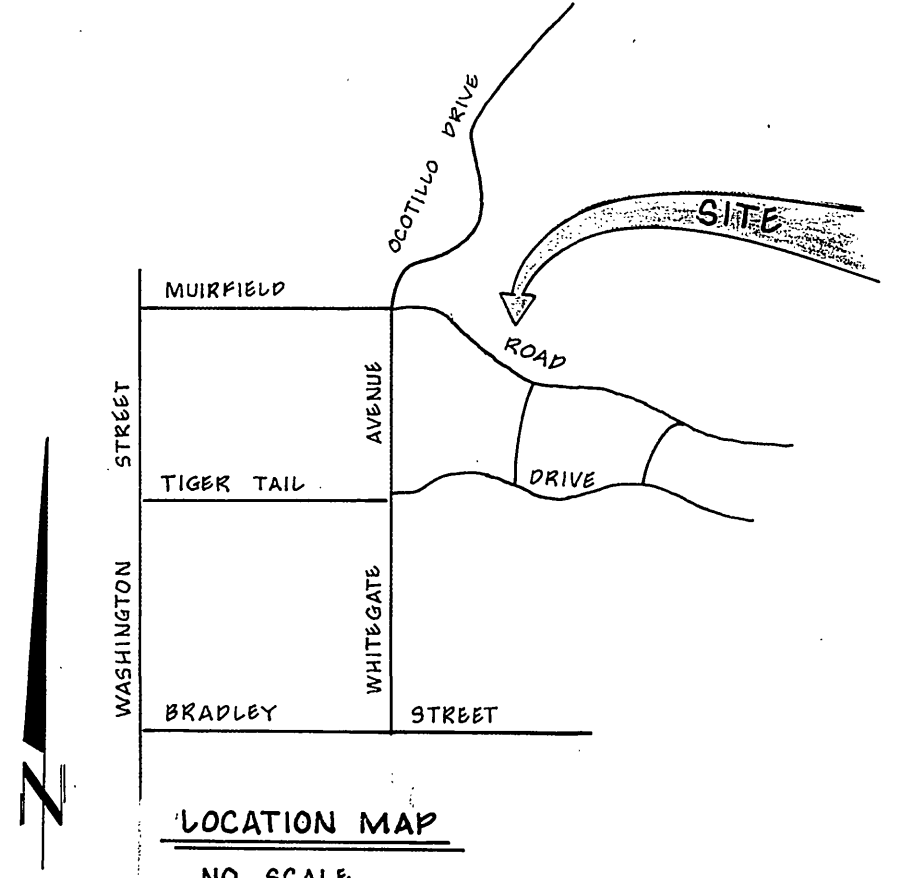 OCOTILLO DRIVE
SITE
MUIRFIELD
ROAD
STREET
AVENUE
TIGER TAIL
DRIVE
WASHINGTON
WHITEGATE
BRADLEY STREET
N
LOCATION MAP
NO SCALE